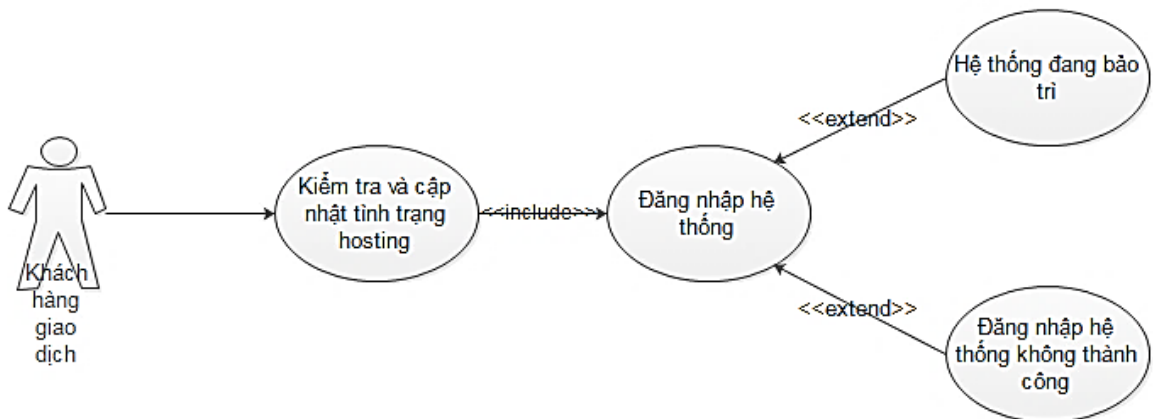 Khách
hàng
giao
dịch
Kiểm tra và cập
nhật tình trạng
hosting
<<include>>
Đăng nhập hệ
thống
<<extend>>
Hệ thống đang bảo
trì
<<extend>>
Đăng nhập hệ
thống không thành
công